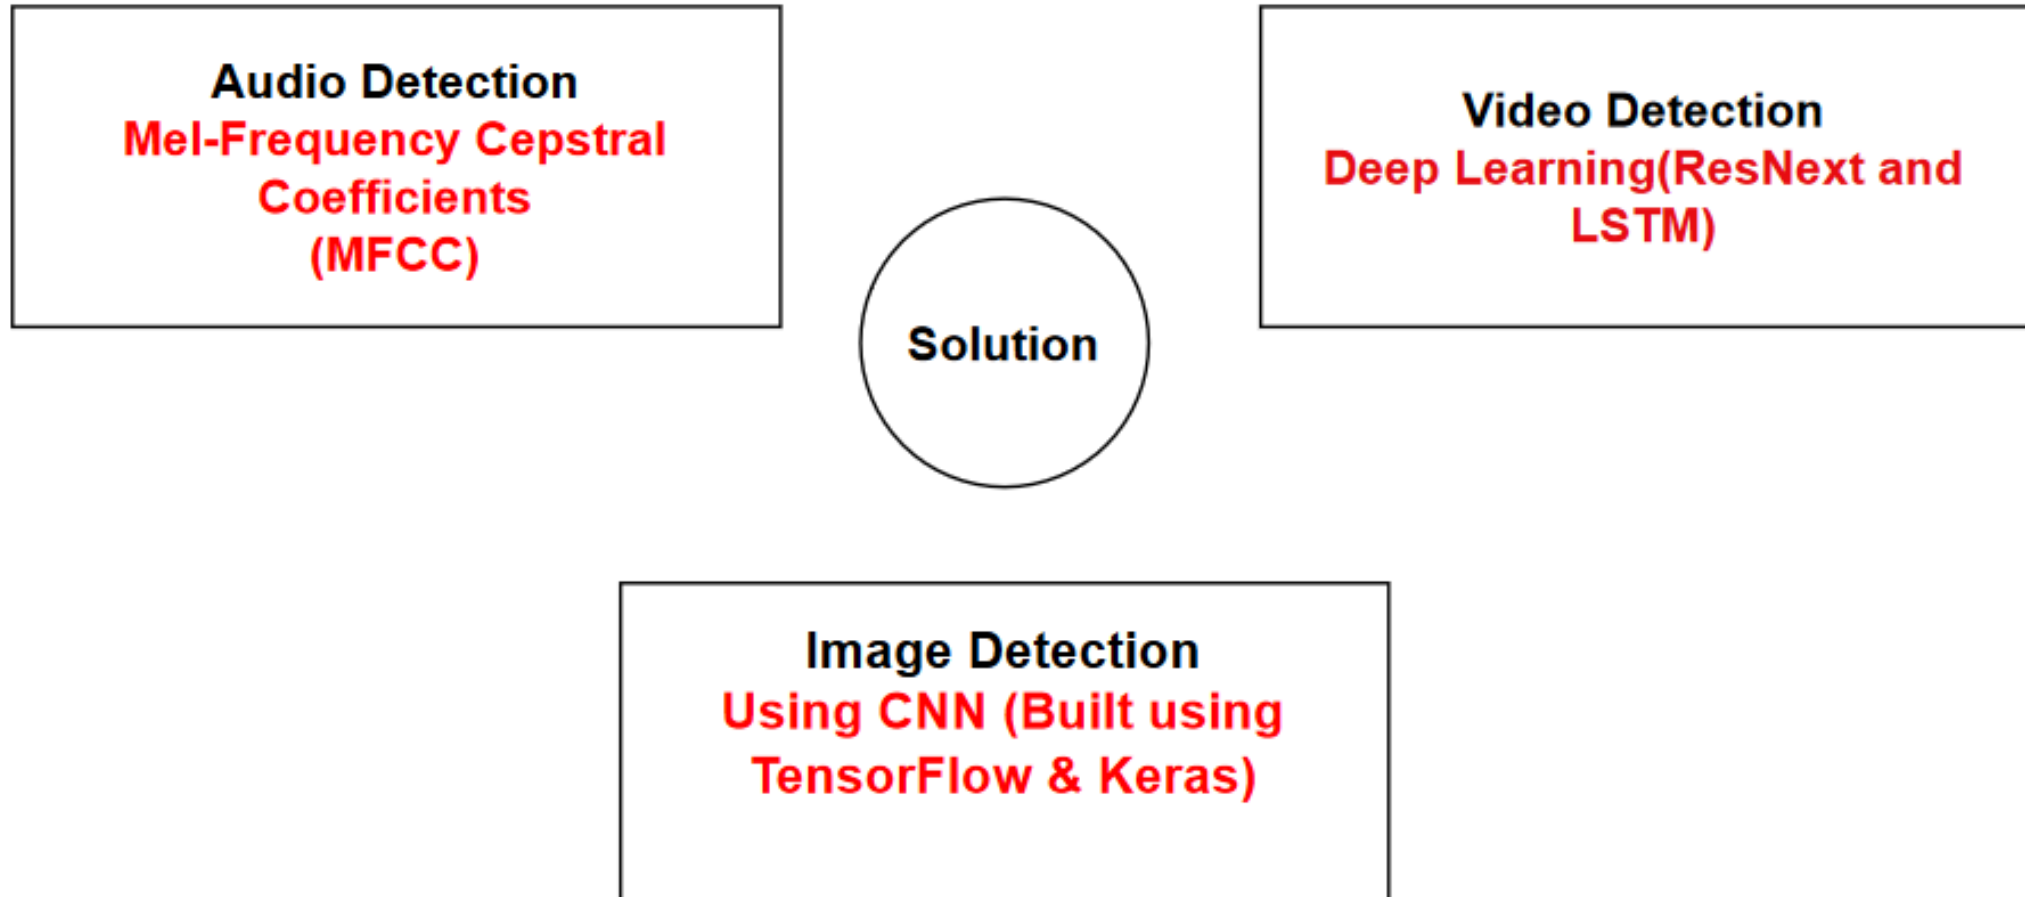 Audio Detection
Mel-Frequency Cepstral
Coefficients
(MFCC)
Video Detection
Deep Learning(ResNext and
LSTM)
Solution
Image Detection
Using CNN (Built using
TensorFlow & Keras)